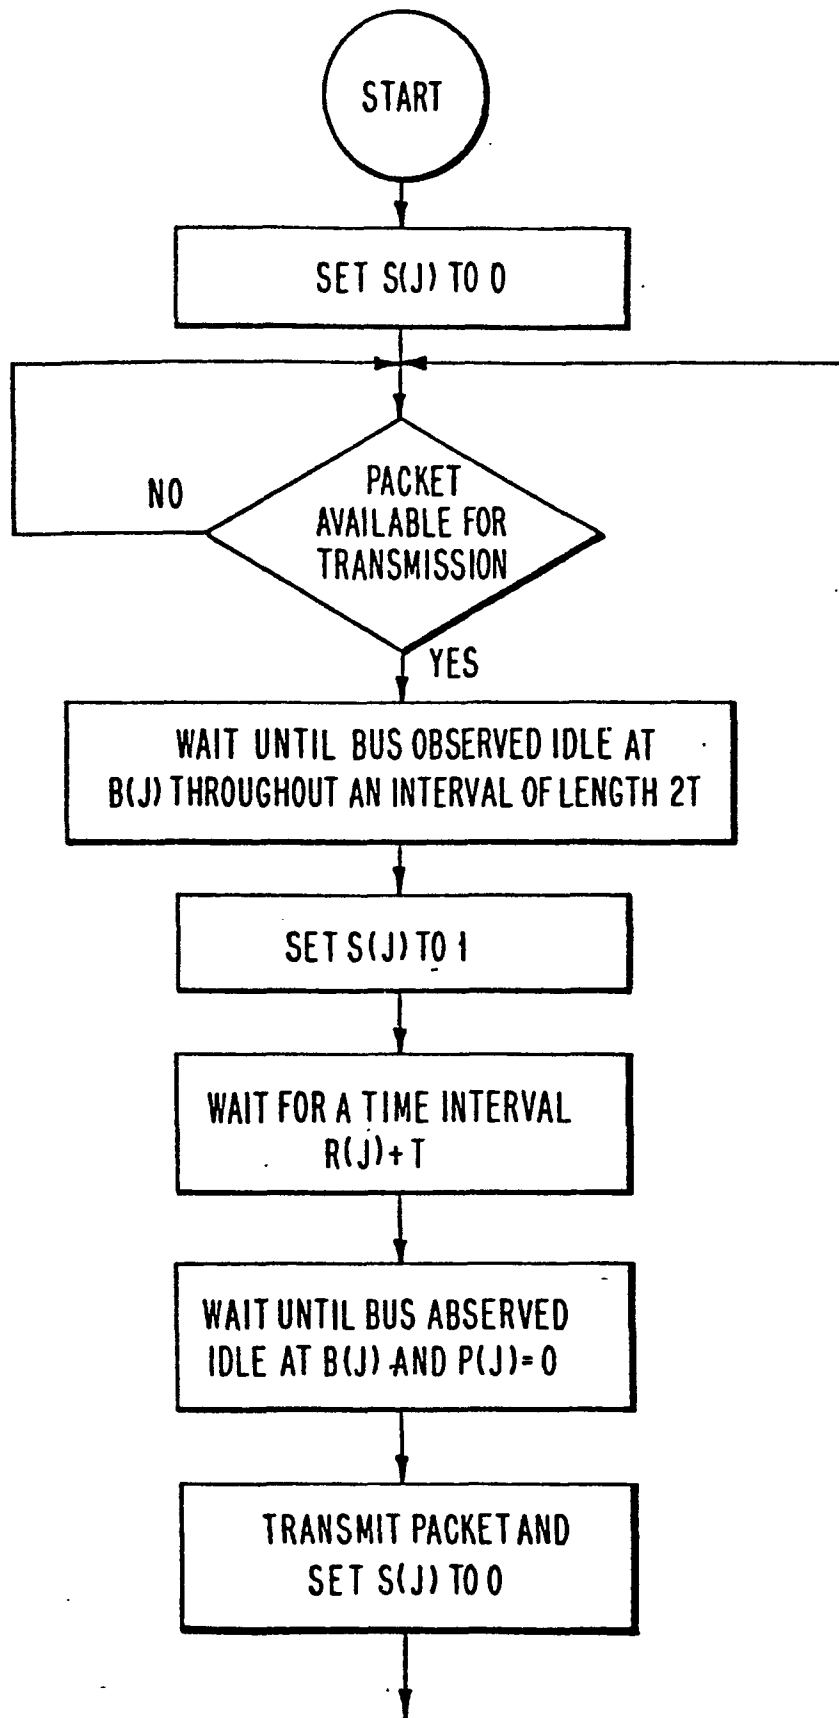 START
SET S(J) TO 0
PACKET
AVAILABLE FOR
TRANSMISSION
NO
YES
WAIT UNTIL BUS OBSERVED IDLE AT
B(J) THROUGHOUT AN INTERVAL OF LENGTH 2T
SET S(J) TO 1
WAIT FOR A TIME INTERVAL
R(J)+T
WAIT UNTIL BUS ABSERVED
IDLE AT B(J) AND P(J)=0
TRANSMIT PACKET AND
SET S(J) TO 0